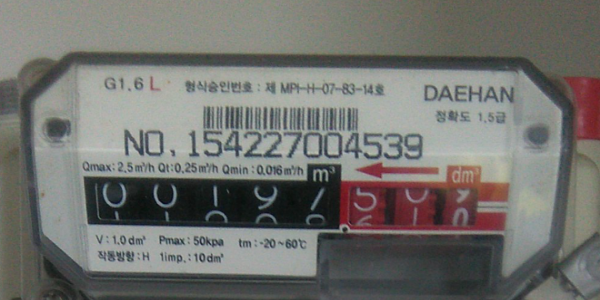 G1.6 L 형식승인번호 : 제 MPI-H-07-83-14호
DAEHAN
정확도 1.5급
NO. 154227004539
Qmax: 2.5㎥/h Qt: 0.25㎥/h Qmin : 0.016㎥/h m³ dm³
V : 1.0 dm³ Pmax : 50kpa tm : -20~60℃
작동방향 : H 1imp. : 10dm³